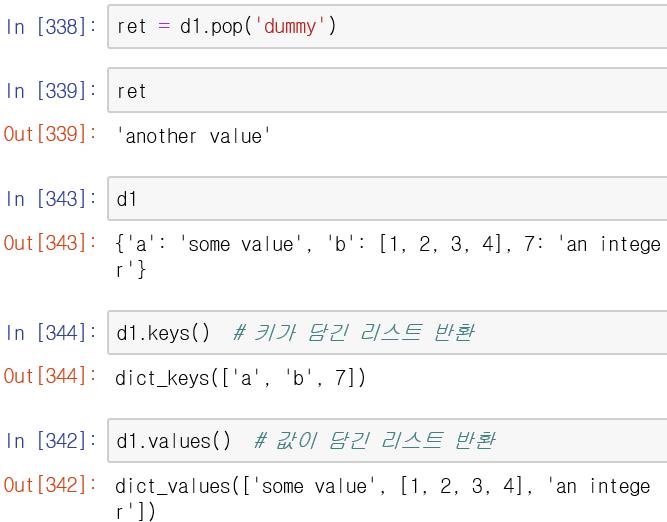 In [338]: ret = d1.pop('dummy')
In [339]: ret
Out[339]: 'another value'
In [343]: d1
Out[343]: {'a': 'some value', 'b': [1, 2, 3, 4], 7: 'an intege
r'}
In [344]: d1.keys() # 키가 담긴 리스트 반환
Out[344]: dict_keys(['a', 'b', 7])
In [342]: d1.values() # 값이 담긴 리스트 반환
Out[342]: dict_values(['some value', [1, 2, 3, 4], 'an intege
r'])